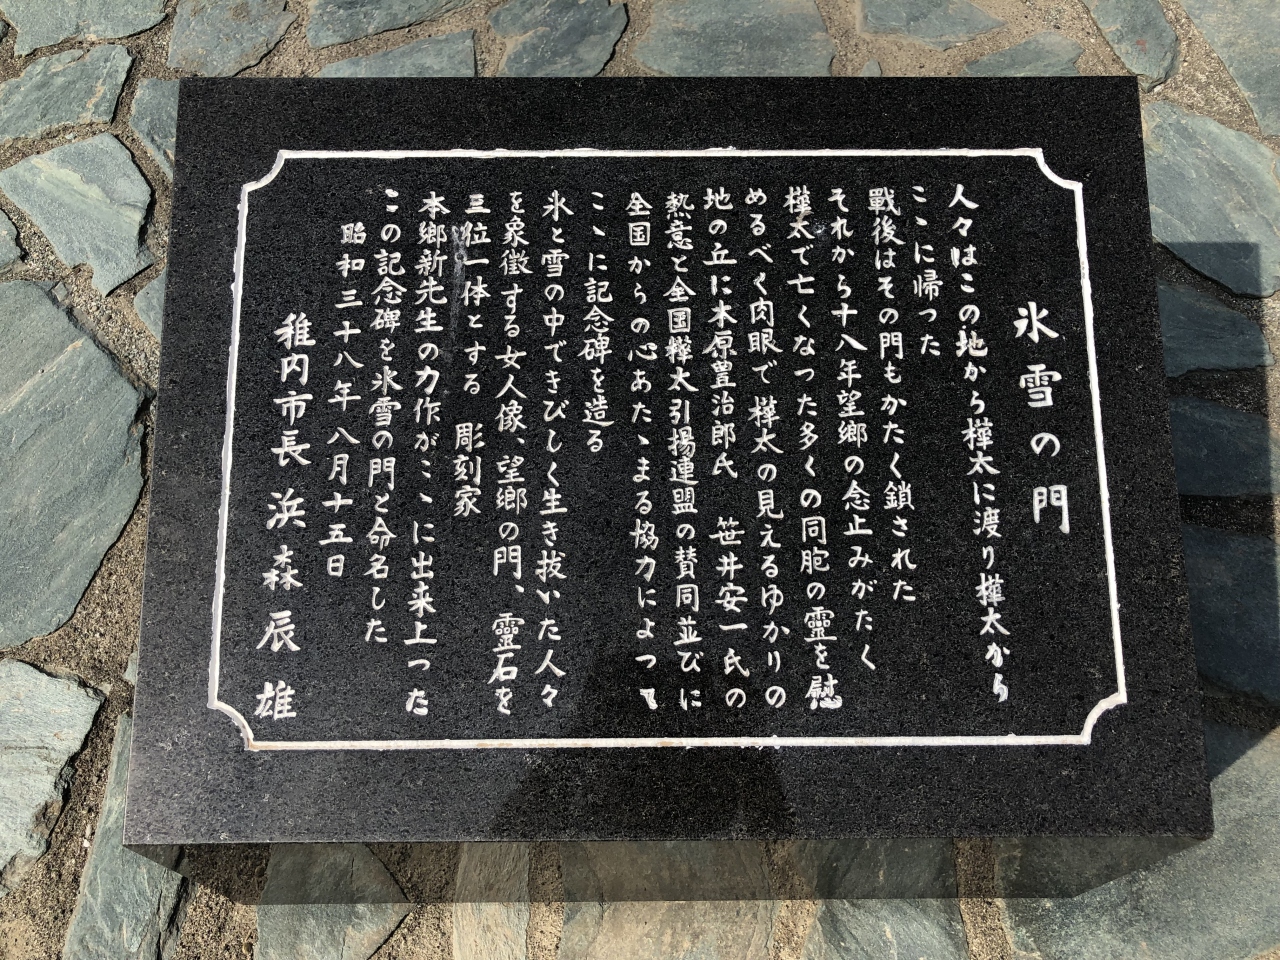 氷雪の門
人々はこの地から樺太に渡り樺太から
こゝに帰った
戰後はその門もかたく鎖された
それから十八年望郷の念止みがたく
樺太で亡くなった多くの同胞の霊を慰
めるべく肉眼で樺太の見えるゆかりの
地の丘に本原豊治郎氏　笹井安一氏の
熱意と全国樺太引揚連盟の賛同並びに
全国からの心あたゝまる協力によって
こゝに記念碑を造る
氷と雪の中できびしく生き抜いた人々
を象徴する女人像、望郷の門、靈石を
三位一体とする　彫刻家
本郷新先生の力作がこゝに出来上った
この記念碑を氷雪の門と命名した
昭和三十八年八月十五日
稚内市長　浜森辰雄